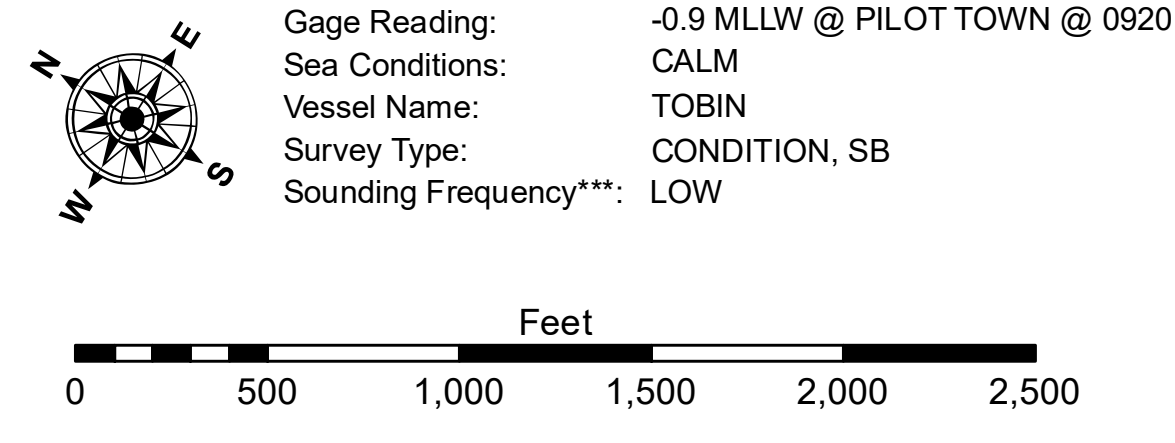 N
E
S
W
Gage Reading: -0.9 MLLW @ PILOT TOWN @ 0920
Sea Conditions: CALM
Vessel Name: TOBIN
Survey Type: CONDITION, SB
Sounding Frequency***: LOW
Feet
0 500 1,000 1,500 2,000 2,500